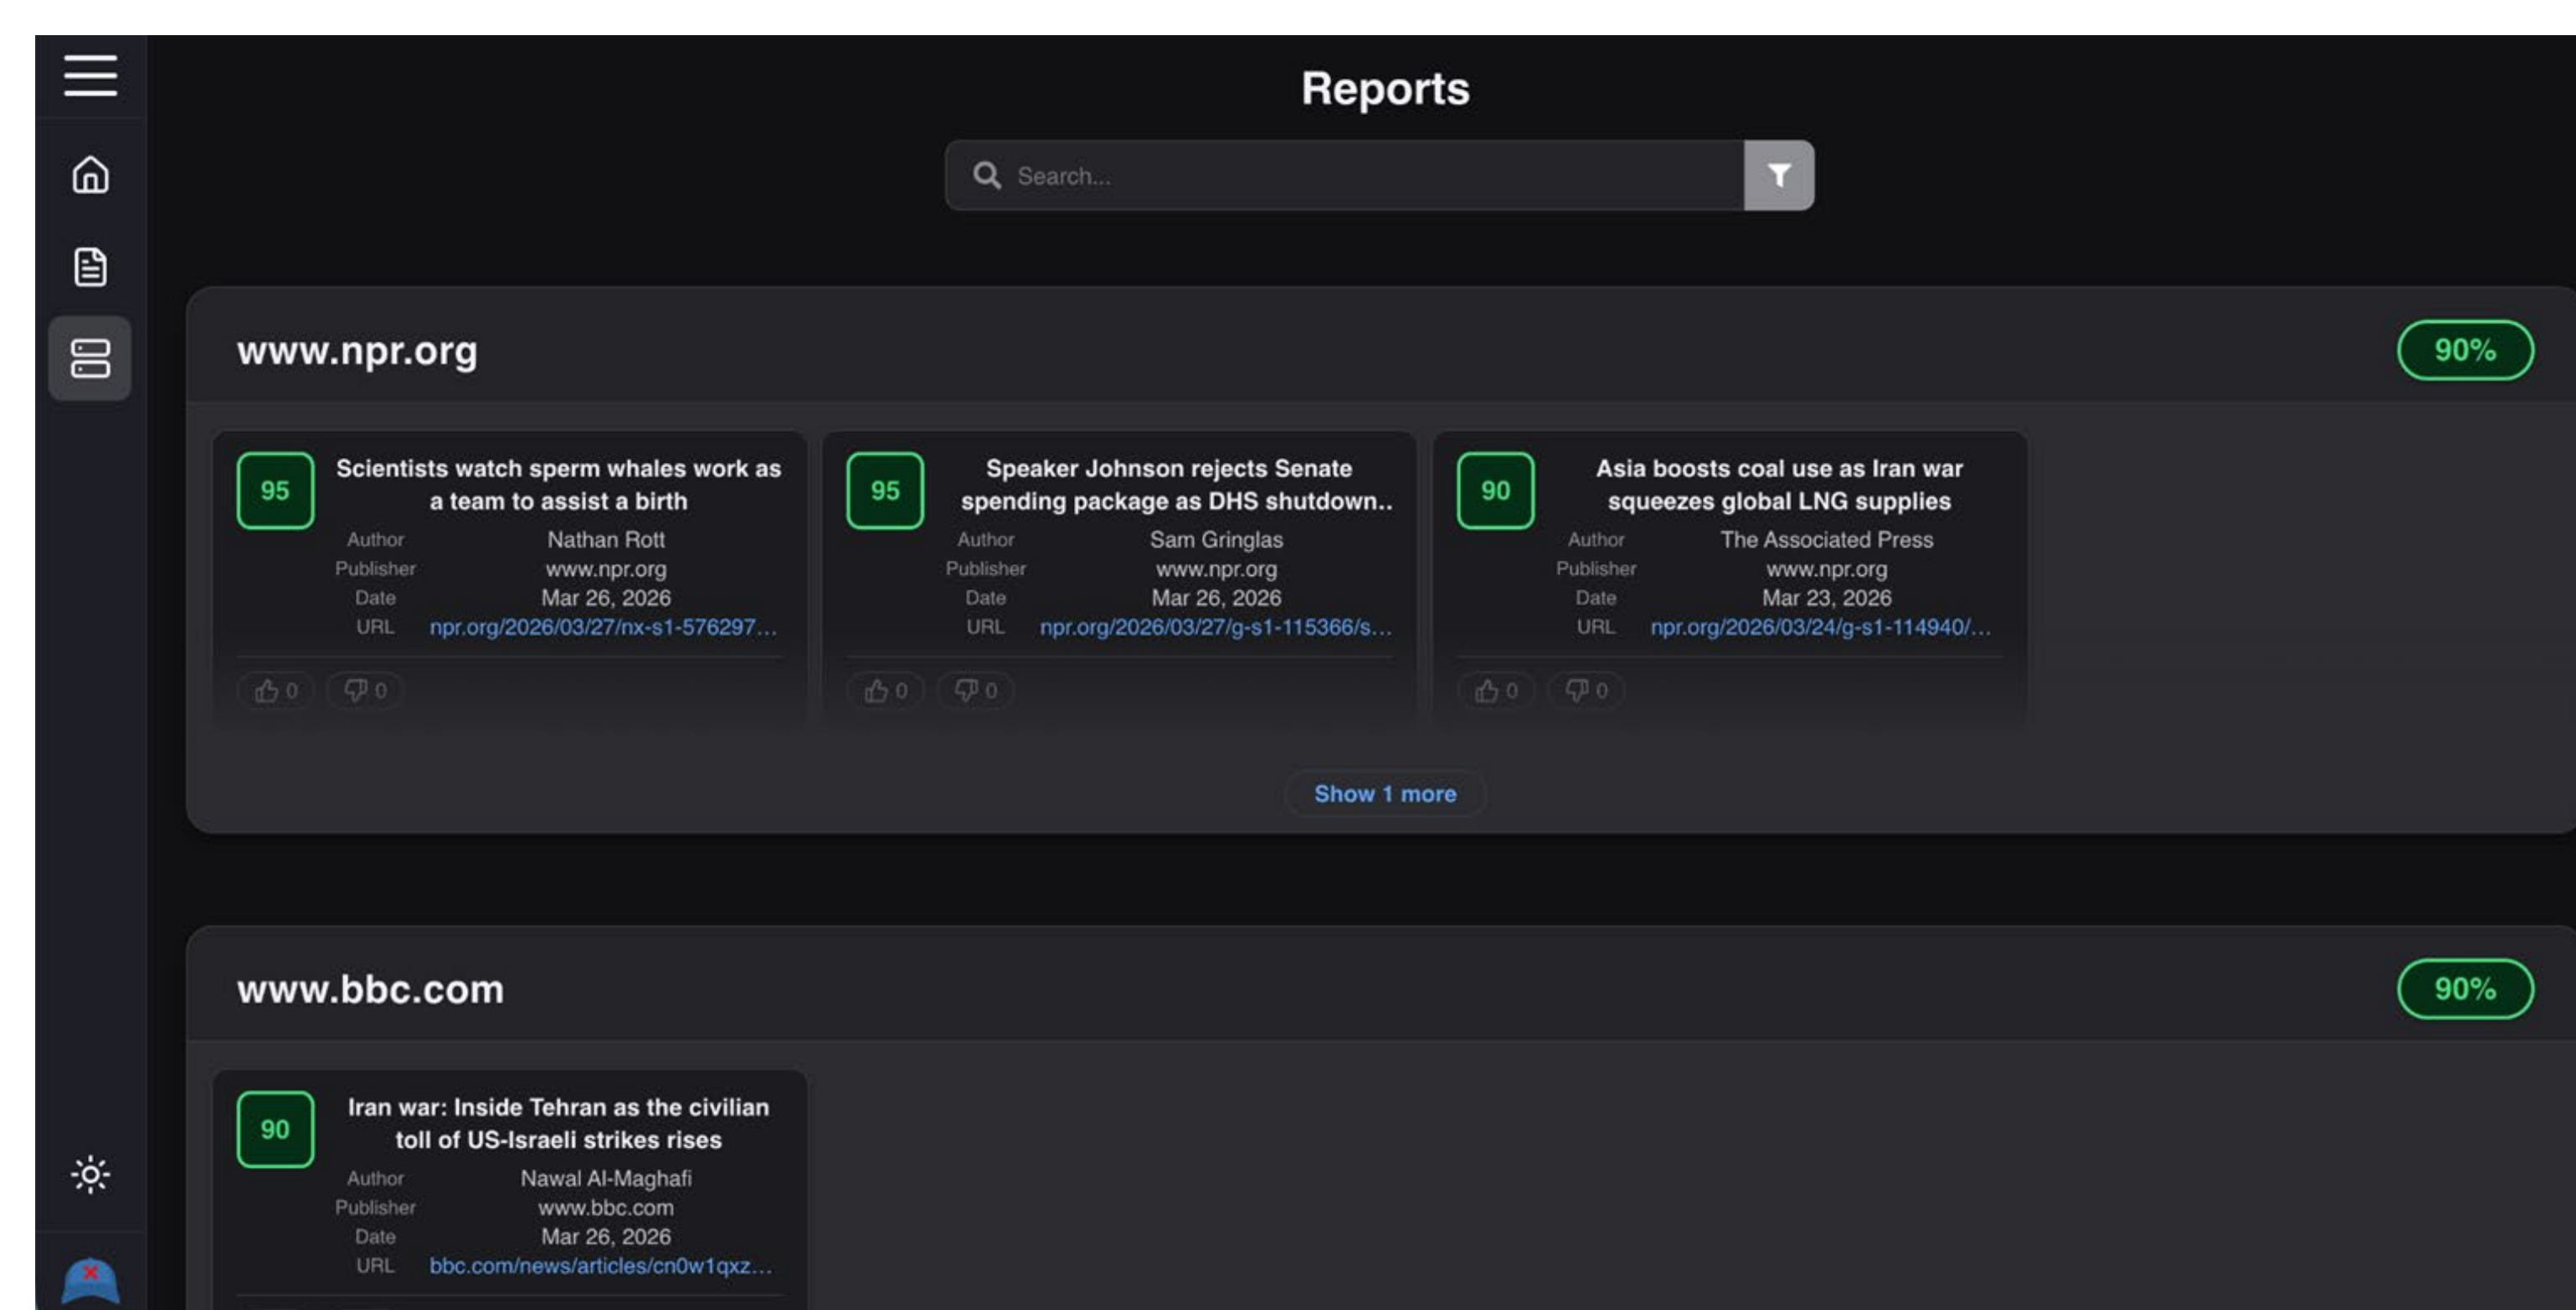 Reports
Search...
www.npr.org
90%
95
Scientists watch sperm whales work as
a team to assist a birth
Author Nathan Rott
Publisher www.npr.org
Date Mar 26, 2026
URL npr.org/2026/03/27/nx-s1-576297...
0 0
95
Speaker Johnson rejects Senate
spending package as DHS shutdown..
Author Sam Gringlas
Publisher www.npr.org
Date Mar 26, 2026
URL npr.org/2026/03/27/g-s1-115366/s...
0 0
90
Asia boosts coal use as Iran war
squeezes global LNG supplies
Author The Associated Press
Publisher www.npr.org
Date Mar 23, 2026
URL npr.org/2026/03/24/g-s1-114940/...
0 0
Show 1 more
www.bbc.com
90%
90
Iran war: Inside Tehran as the civilian
toll of US-Israeli strikes rises
Author Nawal Al-Maghafi
Publisher www.bbc.com
Date Mar 26, 2026
URL bbc.com/news/articles/cn0w1qxz...